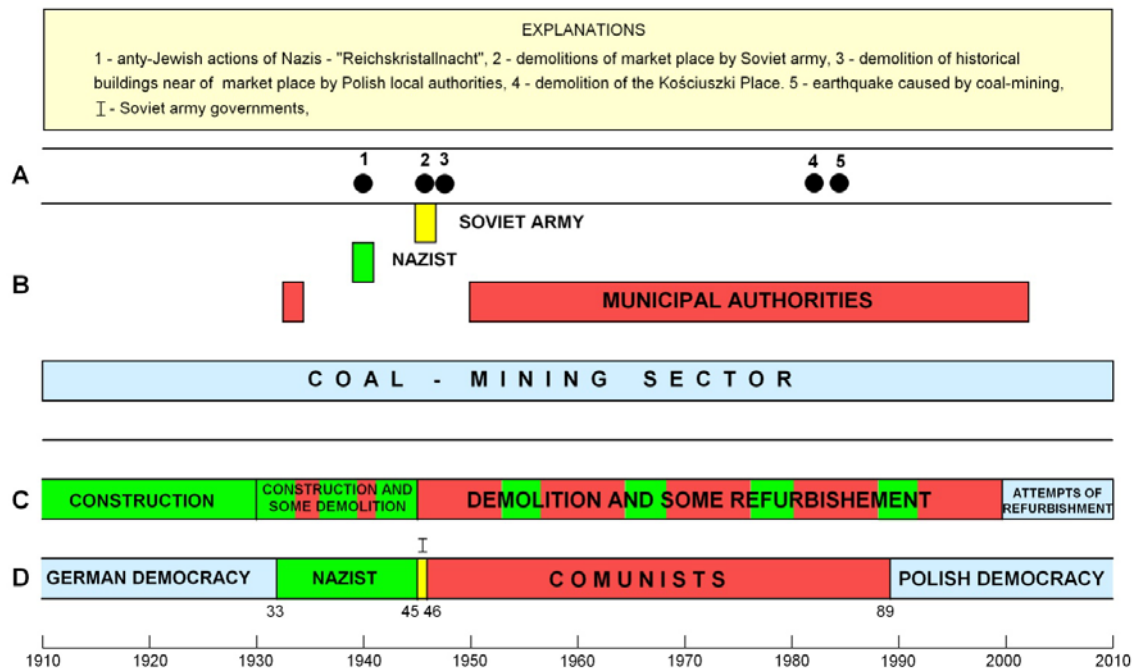 EXPLANATIONS
1 - anty-Jewish actions of Nazis - "Reichskristallnacht", 2 - demolitions of market place by Soviet army, 3 - demolition of historical
buildings near of market place by Polish local authorities, 4 - demolition of the Kościuszki Place. 5 - earthquake caused by coal-mining,
I - Soviet army governments,
A
1 2 3 4 5
SOVIET ARMY
NAZIST
B
MUNICIPAL AUTHORITIES
COAL - MINING SECTOR
C
CONSTRUCTION
CONSTRUCTION AND
SOME DEMOLITION
DEMOLITION AND SOME REFURBISHEMENT
ATTEMPTS OF
REFURBISHMENT
I
D
GERMAN DEMOCRACY
NAZIST
COMUNISTS
POLISH DEMOCRACY
33 45 46 89
1910 1920 1930 1940 1950 1960 1970 1980 1990 2000 2010